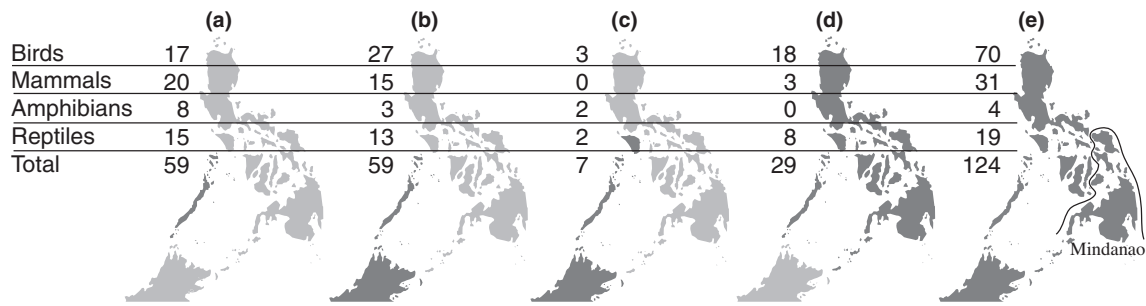 (a) (b) (c) (d) (e)
Birds 17 27 3 18 70
Mammals 20 15 0 3 31
Amphibians 8 3 2 0 4
Reptiles 15 13 2 8 19
Total 59 59 7 29 124
Mindanao